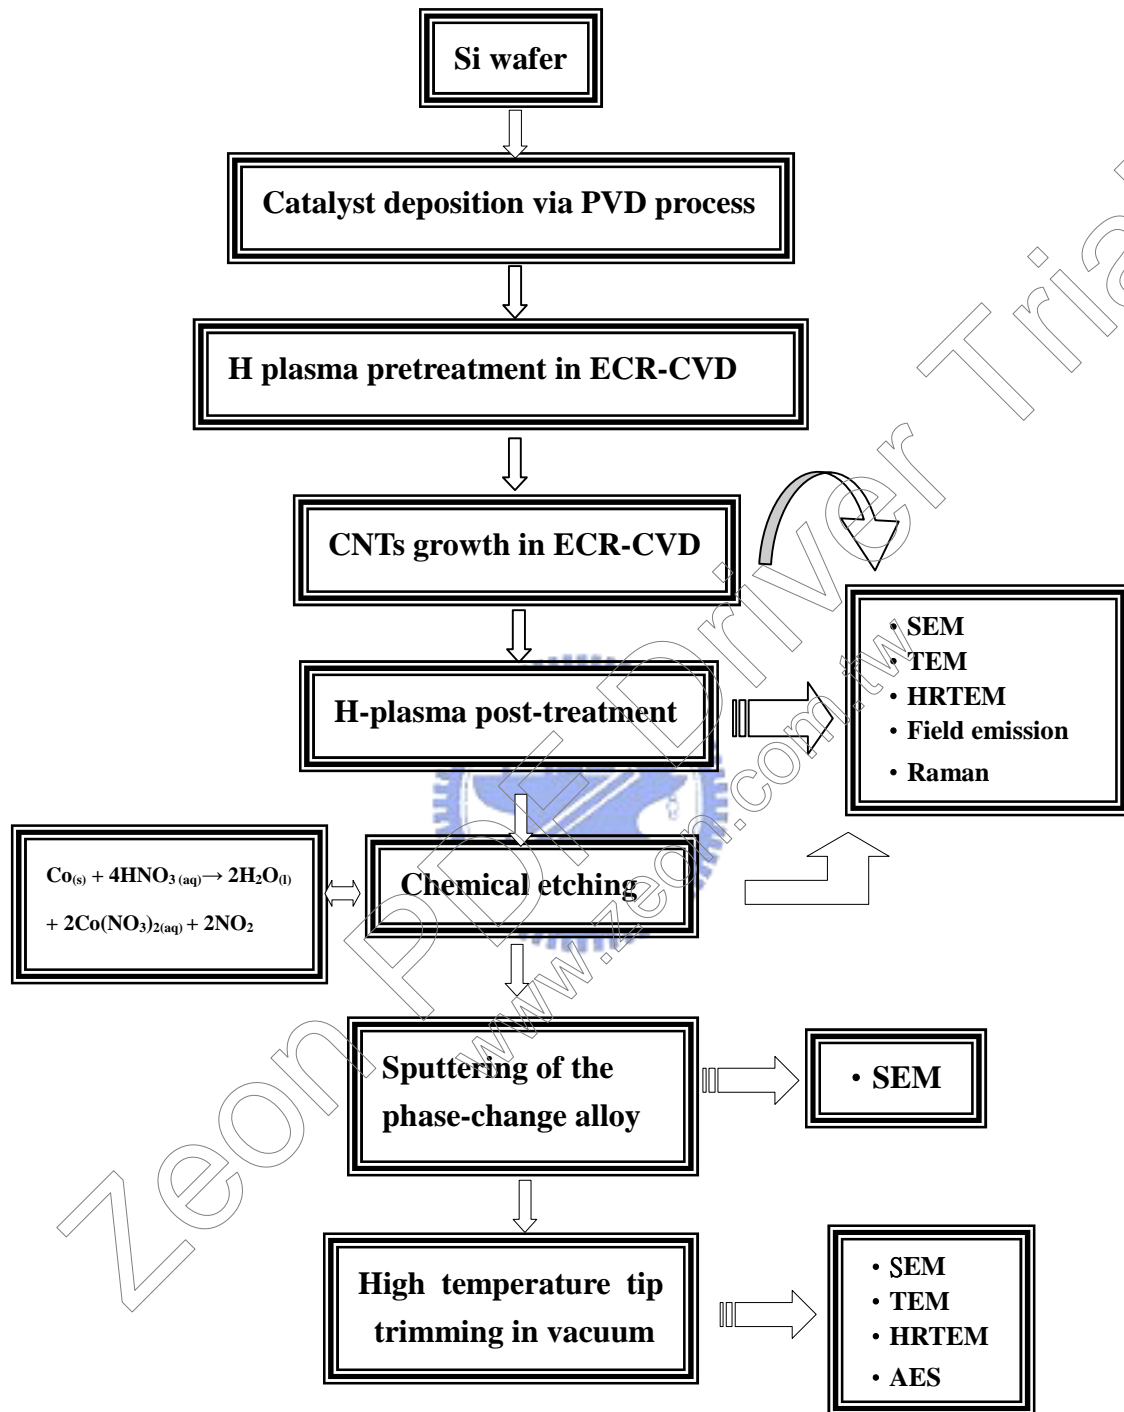 Si wafer
Catalyst deposition via PVD process
H plasma pretreatment in ECR-CVD
CNTs growth in ECR-CVD
• SEM
• TEM
• HRTEM
• Field emission
• Raman
H-plasma post-treatment
Co(s) + 4HNO3 (aq)→ 2H2O(l)
+ 2Co(NO3)2(aq) + 2NO2
Chemical etching
Sputtering of the
phase-change alloy
• SEM
High temperature tip
trimming in vacuum
• SEM
• TEM
• HRTEM
• AES
Zeon PDF Driver Trial
www.zeon.com.tw